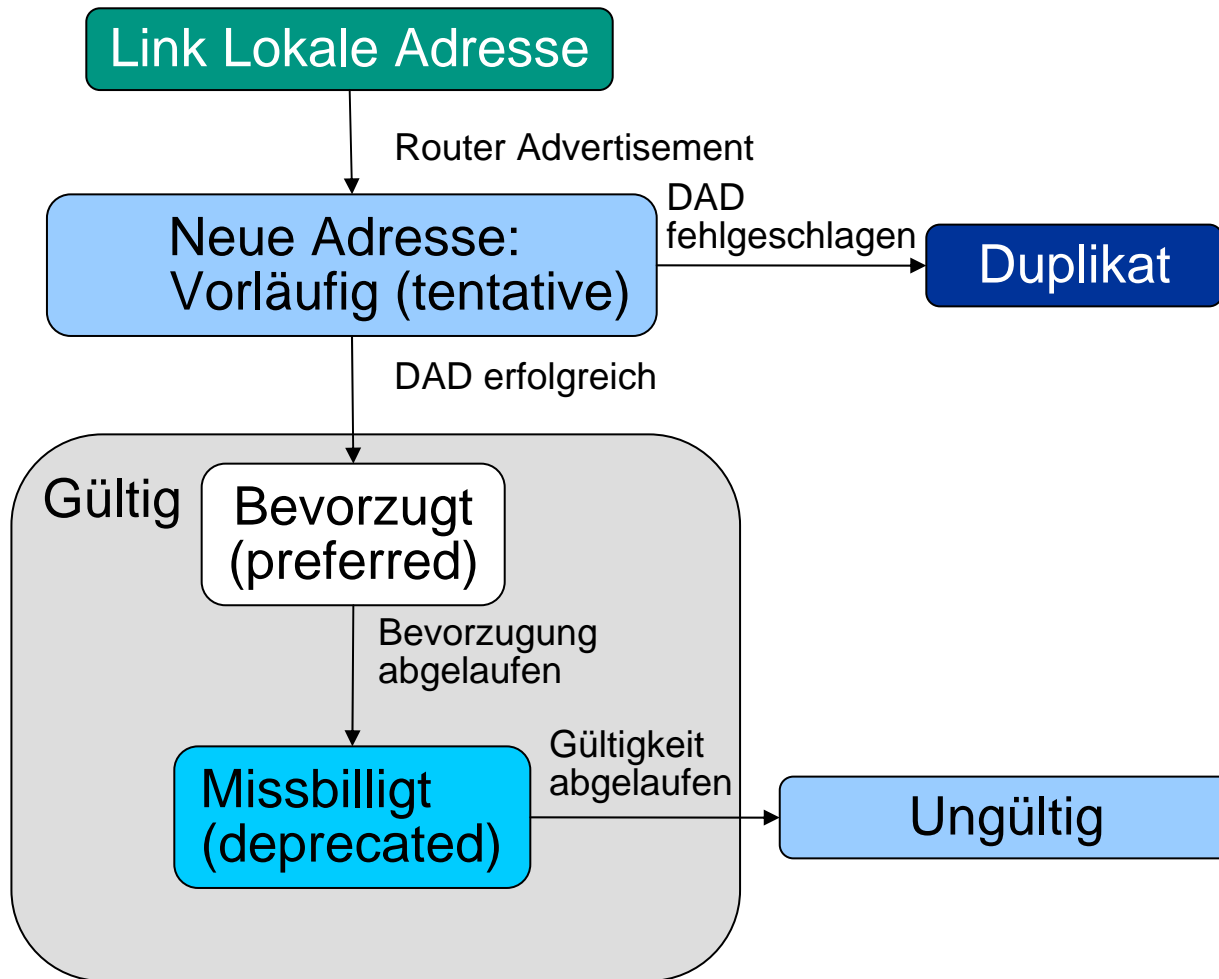 Link Lokale Adresse
Router Advertisement
DAD
fehlgeschlagen
Neue Adresse:
Vorläufig (tentative)
Duplikat
DAD erfolgreich
Gültig
Bevorzugt
(preferred)
Bevorzugung
abgelaufen
Gültigkeit
abgelaufen
Missbilligt
(deprecated)
Ungültig